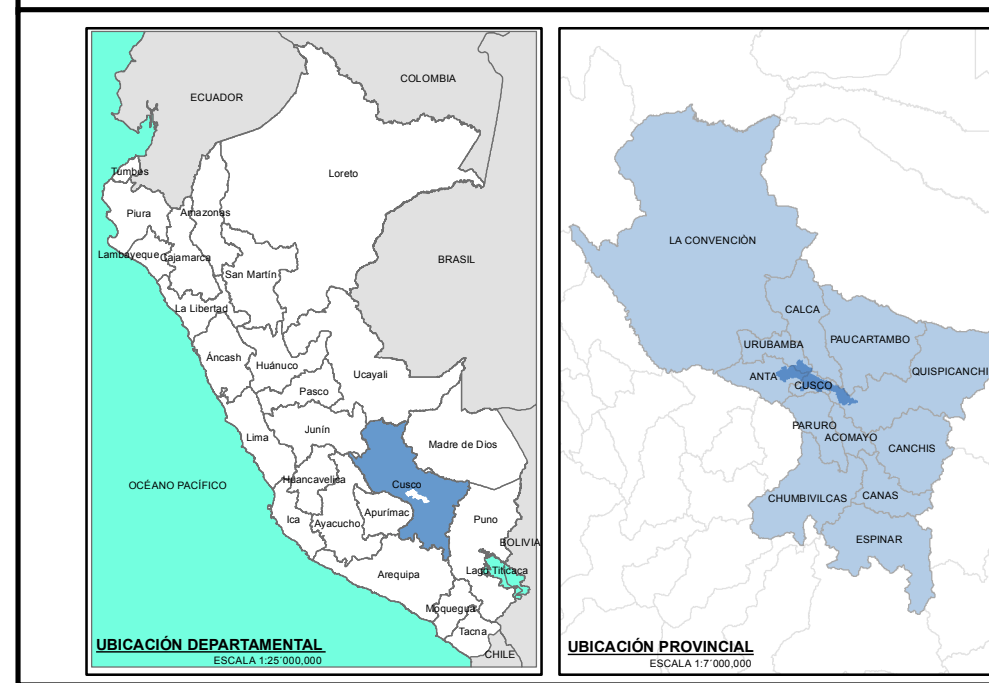 COLOMBIA
ECUADOR
Loreto
Tumbes
Piura
Amazonas
Lambayeque
Cajamarca
BRASIL
San Martín
La Libertad
Áncash
Huánuco
Ucayali
Pasco
Junín
Lima
Madre de Dios
Huancavelica
Cusco
OCÉANO PACÍFICO
Ica
Ayacucho
Apurímac
Puno
BOLIVIA
Arequipa
Lago Titicaca
Moquegua
Tacna
CHILE
UBICACIÓN DEPARTAMENTAL
ESCALA 1:25´000,000
LA CONVENCIÒN
CALCA
URUBAMBA
PAUCARTAMBO
ANTA
CUSCO
QUISPICANCHI
PARURO
ACOMAYO
CANCHIS
CHUMBIVILCAS
CANAS
ESPINAR
UBICACIÓN PROVINCIAL
ESCALA 1:7´000,000